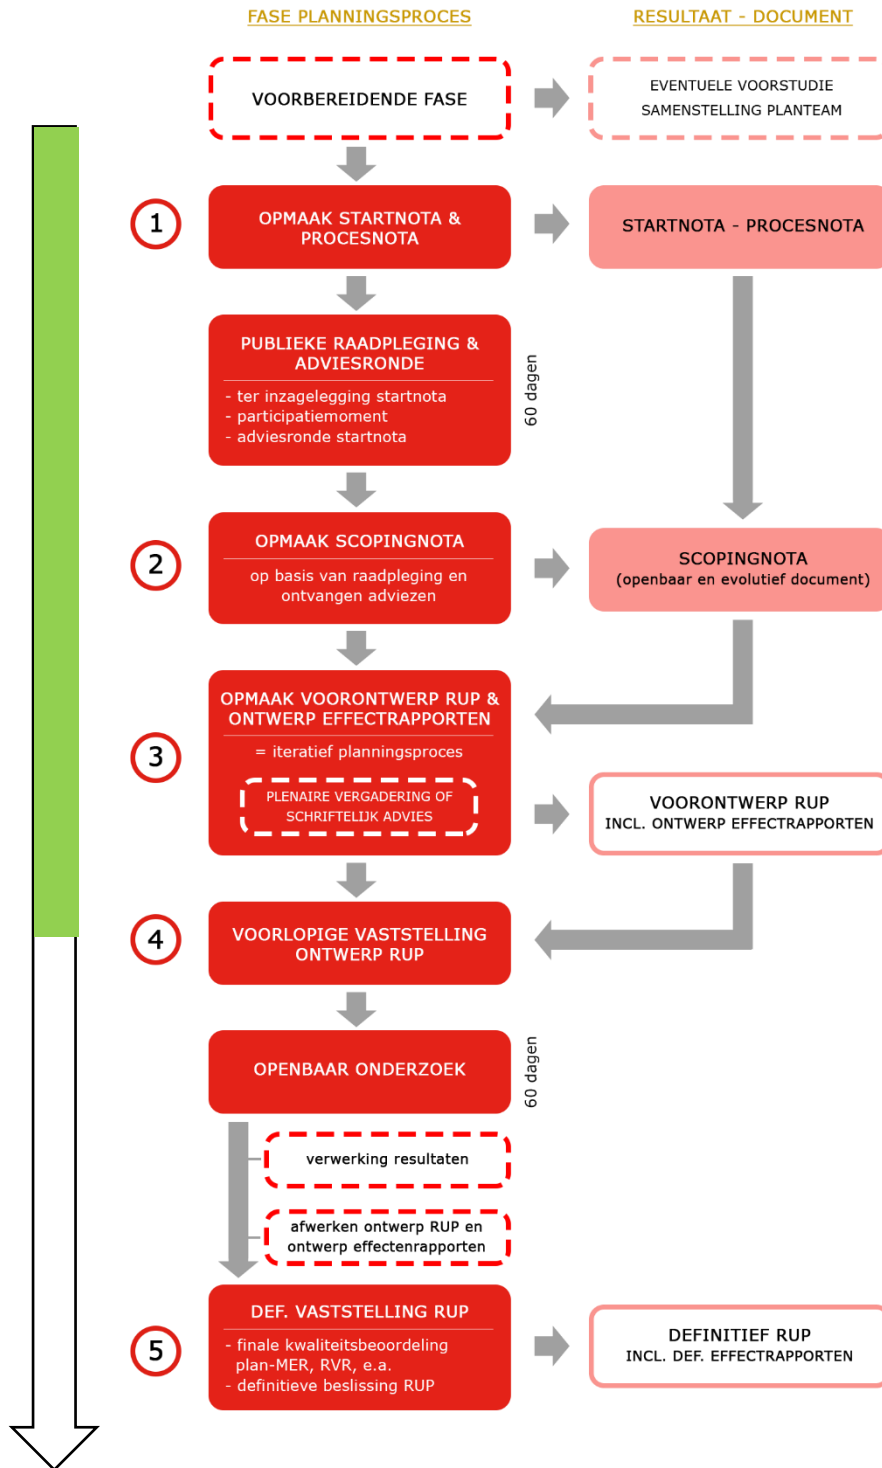 FASE PLANNINGSPROCES
RESULTAAT - DOCUMENT
VOORBEREIDENDE FASE
EVENTUELE VOORSTUDIE
SAMENSTELLING PLANTEAM
1
OPMAAK STARTNOTA &
PROCESNOTA
STARTNOTA - PROCESNOTA
PUBLIEKE RAADPLEGING &
ADVIESRONDE
- ter inzagelegging startnota
- participatiemoment
- adviesronde startnota
60 dagen
2
OPMAAK SCOPINGNOTA
op basis van raadpleging en
ontvangen adviezen
SCOPINGNOTA
(openbaar en evolutief document)
3
OPMAAK VOORONTWERP RUP &
ONTWERP EFFECTRAPPORTEN
= iteratief planningsproces
PLENAIRE VERGADERING OF
SCHRIFTELIJK ADVIES
VOORONTWERP RUP
INCL. ONTWERP EFFECTRAPPORTEN
4
VOORLOPIGE VASTSTELLING
ONTWERP RUP
OPENBAAR ONDERZOEK
60 dagen
verwerking resultaten
afwerken ontwerp RUP en
ontwerp effectenrapporten
5
DEF. VASTSTELLING RUP
- finale kwaliteitsbeoordeling
plan-MER, RVR, e.a.
- definitieve beslissing RUP
DEFINITIEF RUP
INCL. DEF. EFFECTRAPPORTEN